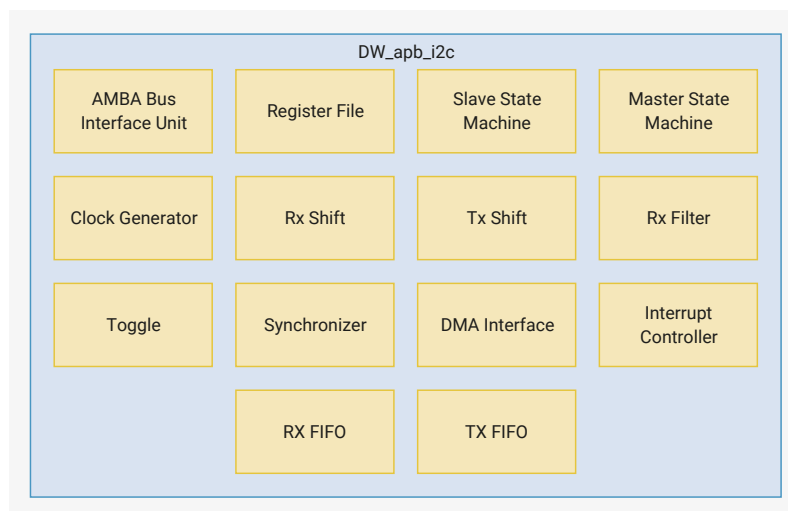 DW_apb_i2c
AMBA Bus
Interface Unit
Register File
Slave State
Machine
Master State
Machine
Clock Generator
Rx Shift
Tx Shift
Rx Filter
Toggle
Synchronizer
DMA Interface
Interrupt
Controller
RX FIFO
TX FIFO